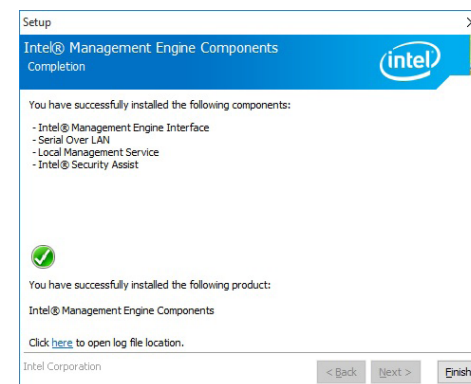 Setup
Intel® Management Engine Components
Completion
intel
You have successfully installed the following components:
- Intel® Management Engine Interface
- Serial Over LAN
- Local Management Service
- Intel® Security Assist
You have successfully installed the following product:
Intel® Management Engine Components
Click here to open log file location.
Intel Corporation
< Back Next > Finish